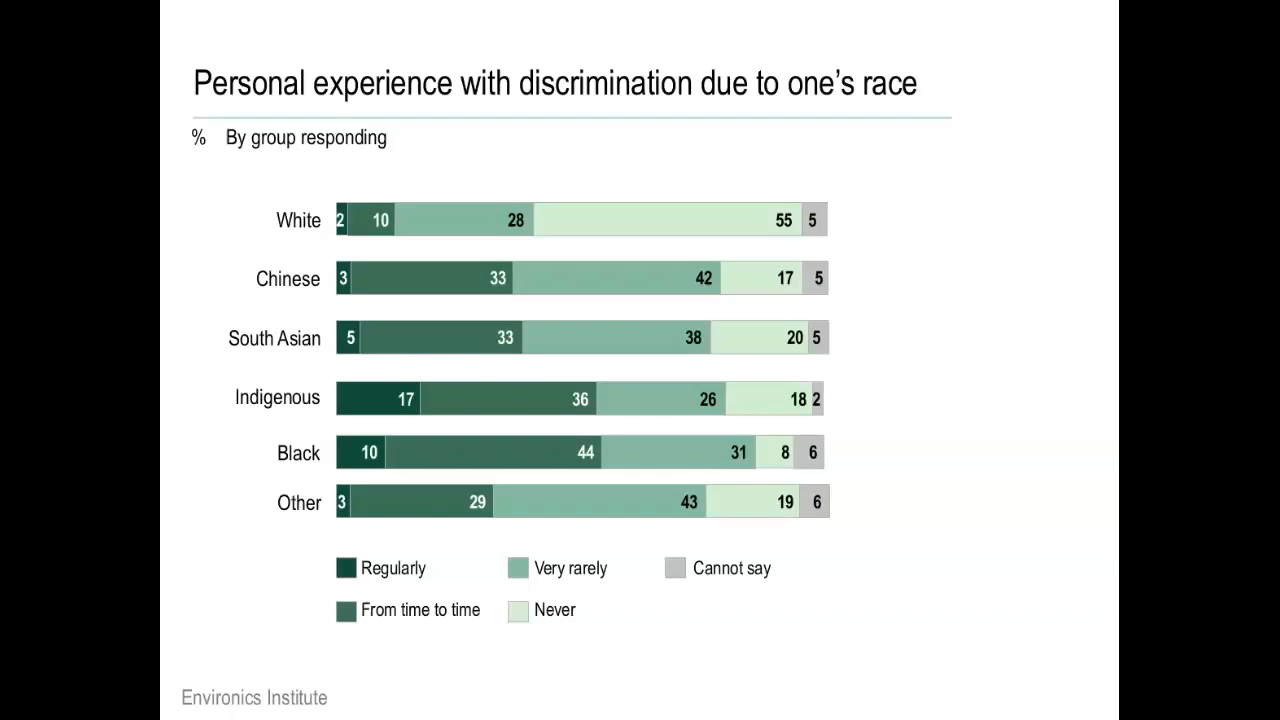 Personal experience with discrimination due to one's race
% By group responding
White 2 10 28 55 5
Chinese 3 33 42 17 5
South Asian 5 33 38 20 5
Indigenous 17 36 26 18 2
Black 10 44 31 8 6
Other 3 29 43 19 6
Regularly Very rarely Cannot say
From time to time Never
Environics Institute